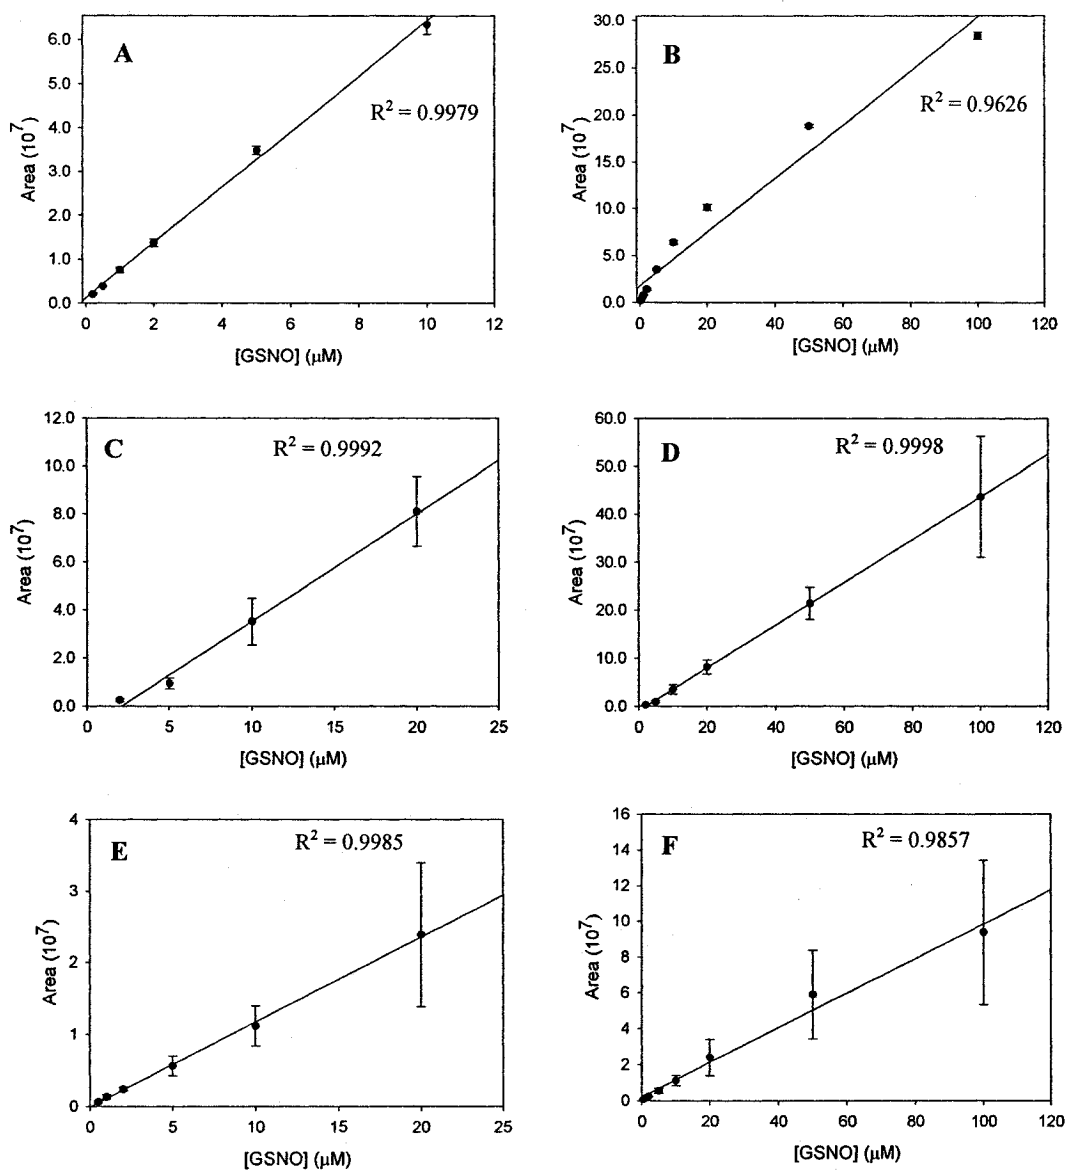 A
R² = 0.9979
Area (10⁷)
6.0
4.0
3.0
2.0
1.0
0.0
0 2 4 6 8 10 12
[GSNO] (μM)
B
R² = 0.9626
Area (10⁷)
30.0
25.0
20.0
15.0
10.0
5.0
0.0
0 20 40 60 80 100 120
[GSNO] (μM)
C
R² = 0.9992
Area (10⁷)
12.0
10.0
8.0
6.0
4.0
2.0
0.0
0 5 10 15 20 25
[GSNO] (μM)
D
R² = 0.9998
Area (10⁷)
60.0
50.0
40.0
30.0
20.0
10.0
0.0
0 20 40 60 80 100 120
[GSNO] (μM)
E
R² = 0.9985
Area (10⁷)
4
3
2
1
0
0 5 10 15 20 25
[GSNO] (μM)
F
R² = 0.9857
Area (10⁷)
16
14
12
10
8
6
4
2
0
0 20 40 60 80 100 120
[GSNO] (μM)